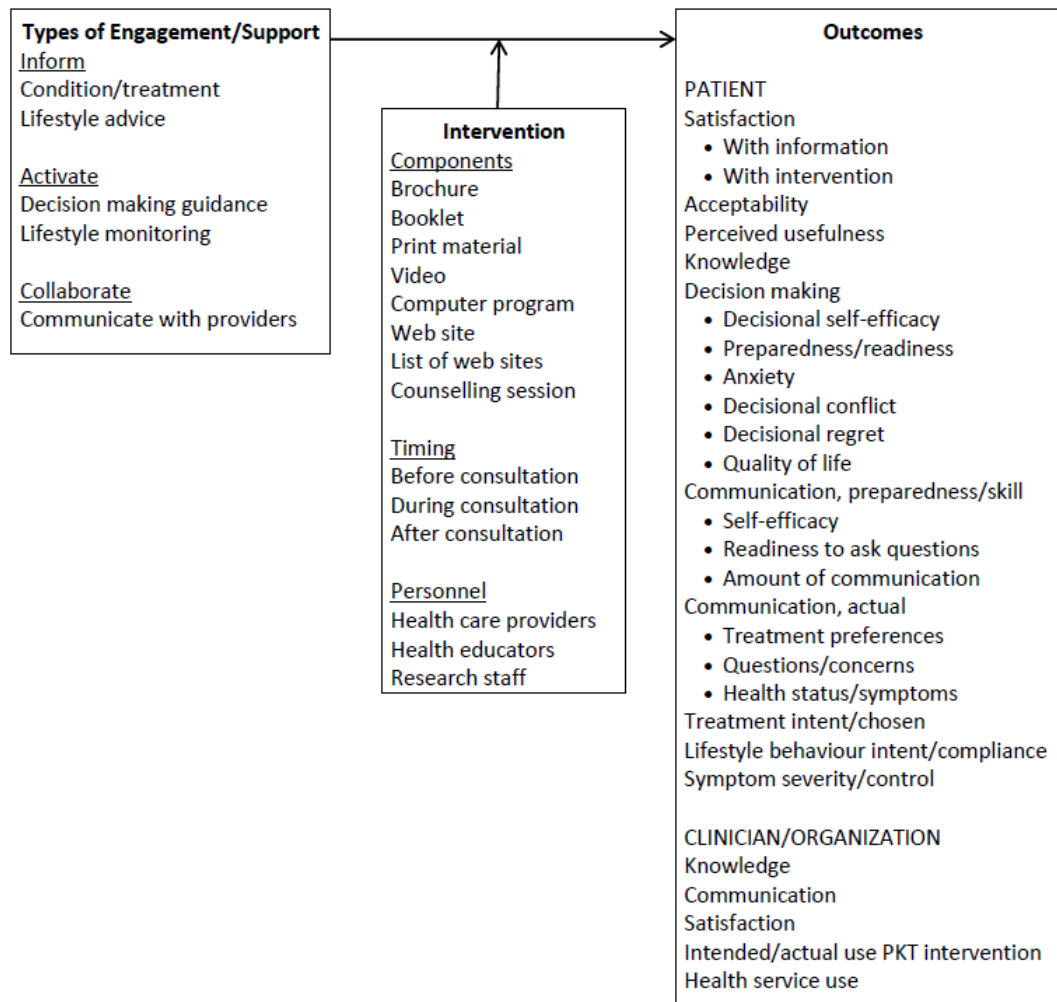 Types of Engagement/Support
Inform
Condition/treatment
Lifestyle advice
Activate
Decision making guidance
Lifestyle monitoring
Collaborate
Communicate with providers
Intervention
Components
Brochure
Booklet
Print material
Video
Computer program
Web site
List of web sites
Counselling session
Timing
Before consultation
During consultation
After consultation
Personnel
Health care providers
Health educators
Research staff
Outcomes
PATIENT
Satisfaction
• With information
• With intervention
Acceptability
Perceived usefulness
Knowledge
Decision making
• Decisional self-efficacy
• Preparedness/readiness
• Anxiety
• Decisional conflict
• Decisional regret
• Quality of life
Communication, preparedness/skill
• Self-efficacy
• Readiness to ask questions
• Amount of communication
Communication, actual
• Treatment preferences
• Questions/concerns
• Health status/symptoms
Treatment intent/chosen
Lifestyle behaviour intent/compliance
Symptom severity/control
CLINICIAN/ORGANIZATION
Knowledge
Communication
Satisfaction
Intended/actual use PKT intervention
Health service use